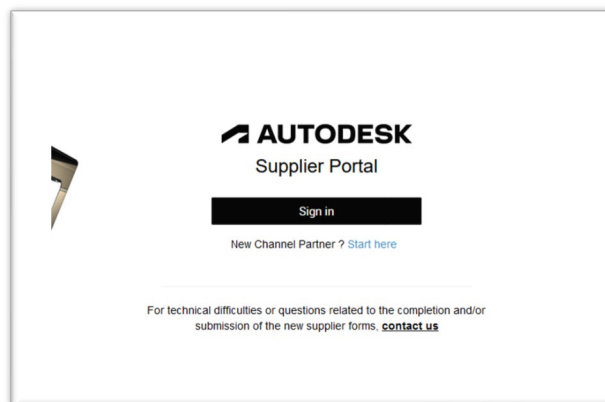 AUTODESK
Supplier Portal
Sign in
New Channel Partner ? Start here
For technical difficulties or questions related to the completion and/or
submission of the new supplier forms, contact us